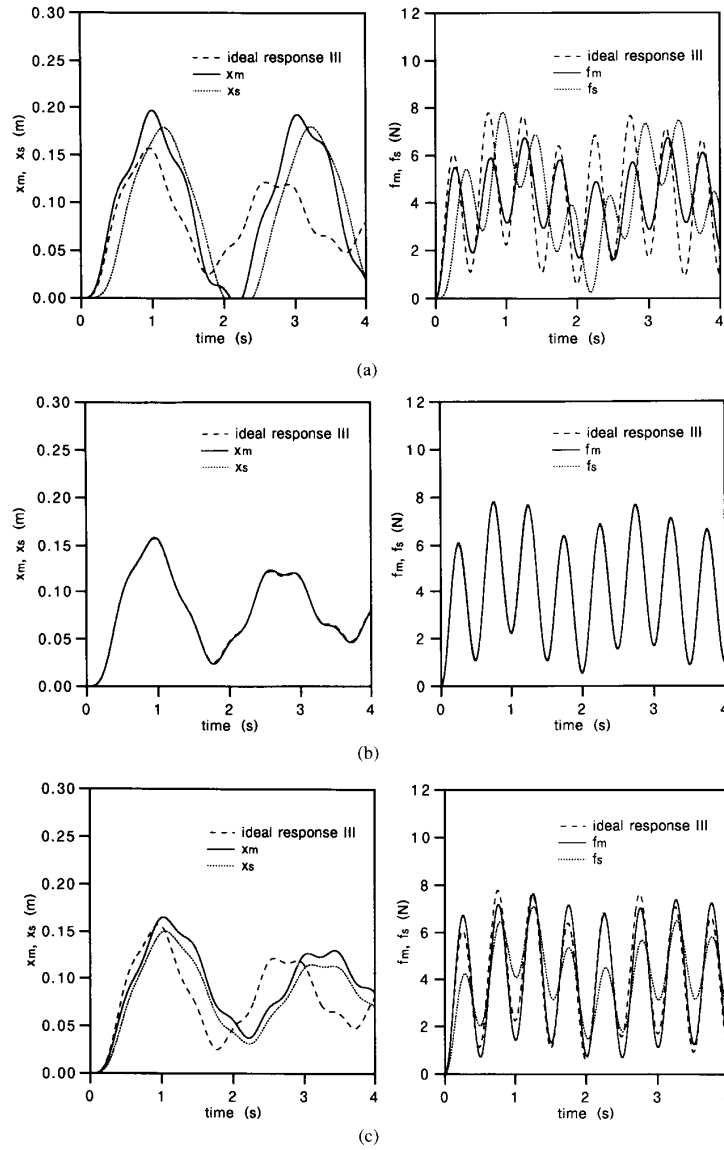 0.30
0.25
0.20
0.15
0.10
0.05
0.00
xm, xs (m)
ideal response III
xm
xs
0 1 2 3 4
time (s)
12
10
8
6
4
2
0
fm, fs (N)
ideal response III
fm
fs
0 1 2 3 4
time (s)
(a)
0.30
0.25
0.20
0.15
0.10
0.05
0.00
xm, xs (m)
ideal response III
xm
xs
0 1 2 3 4
time (s)
12
10
8
6
4
2
0
fm, fs (N)
ideal response III
fm
fs
0 1 2 3 4
time (s)
(b)
0.30
0.25
0.20
0.15
0.10
0.05
0.00
xm, xs (m)
ideal response III
xm
xs
0 1 2 3 4
time (s)
12
10
8
6
4
2
0
fm, fs (N)
ideal response III
fm
fs
0 1 2 3
time (s)
(c)